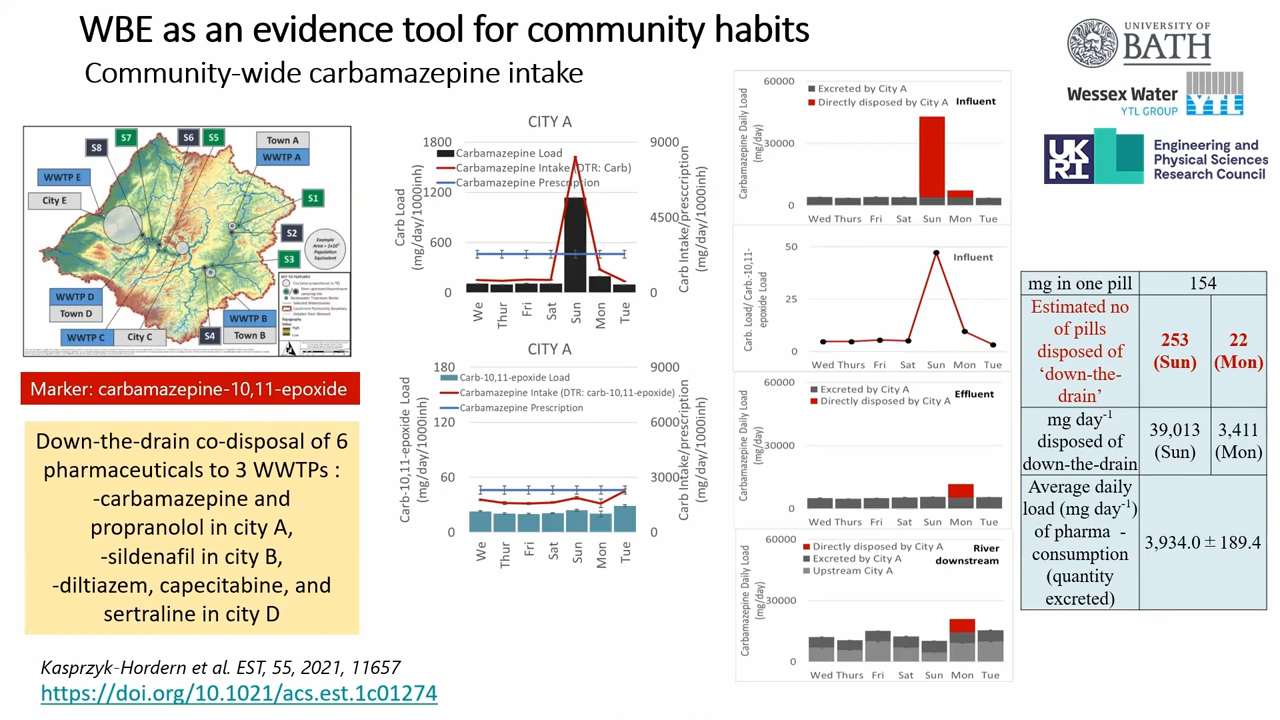 WBE as an evidence tool for community habits
Community-wide carbamazepine intake
UNIVERSITY OF
BATH
Wessex Water
YTL GROUP
YTL
UK
RI
Engineering and
Physical Sciences
Research Council
S7
S6
S5
S8
Town A
WWTP A
WWTP E
City E
S1
S2
S3
WWTP D
Town D
WWTP C
City C
S4
WWTP B
Town B
Marker: carbamazepine-10,11-epoxide
Down-the-drain co-disposal of 6
pharmaceuticals to 3 WWTPs :
-carbamazepine and
propranolol in city A,
-sildenafil in city B,
-diltiazem, capecitabine, and
sertraline in city D
Kasprzyk-Hordern et al. EST, 55, 2021, 11657
https://doi.org/10.1021/acs.est.1c01274
CITY A
Carb Load
(mg/day/1000inh)
1800
1200
600
0
Carbamazepine Load
Carbamazepine Intake (DTR: Carb)
Carbamazepine Prescription
9000
4500
0
Carb Intake/presccription
(mg/day/1000inh)
We
Thur
Fri
Sat
Sun
Mon
Tue
CITY A
Carb-10,11-epoxide Load
(mg/day/1000inh)
180
120
60
0
Carb-10,11-epoxide Load
Carbamazepine Intake (DTR: carb-10,11-epoxide)
Carbamazepine Prescription
9000
6000
3000
0
Carb Intake/prescription
(mg/day/1000inh)
We
Thur
Fri
Sat
Sun
Mon
Tue
Carbamazepine Daily Load
(mg/day)
60000
30000
0
Excreted by City A
Directly disposed by City A
Influent
Wed Thurs Fri Sat Sun Mon Tue
Carb. Load/ Carb-10,11-
epoxide Load
50
25
0
Influent
Wed Thurs Fri Sat Sun Mon Tue
Carbamazepine Daily Load
(mg/day)
60000
30000
0
Excreted by City A
Directly disposed by City A
Effluent
Wed Thurs Fri Sat Sun Mon Tue
Carbamazepine Daily Load
(mg/day)
60000
30000
0
Directly disposed by City A
Excreted by City A
Upstream City A
River
downstream
Wed Thurs Fri Sat Sun Mon Tue
mg in one pill
154
Estimated no
of pills
disposed of
‘down-the-
drain’
253
(Sun)
22
(Mon)
mg day-1
disposed of
down-the-drain
39,013
(Sun)
3,411
(Mon)
Average daily
load (mg day-1)
of pharma -
consumption
(quantity
excreted)
3,934.0 ± 189.4